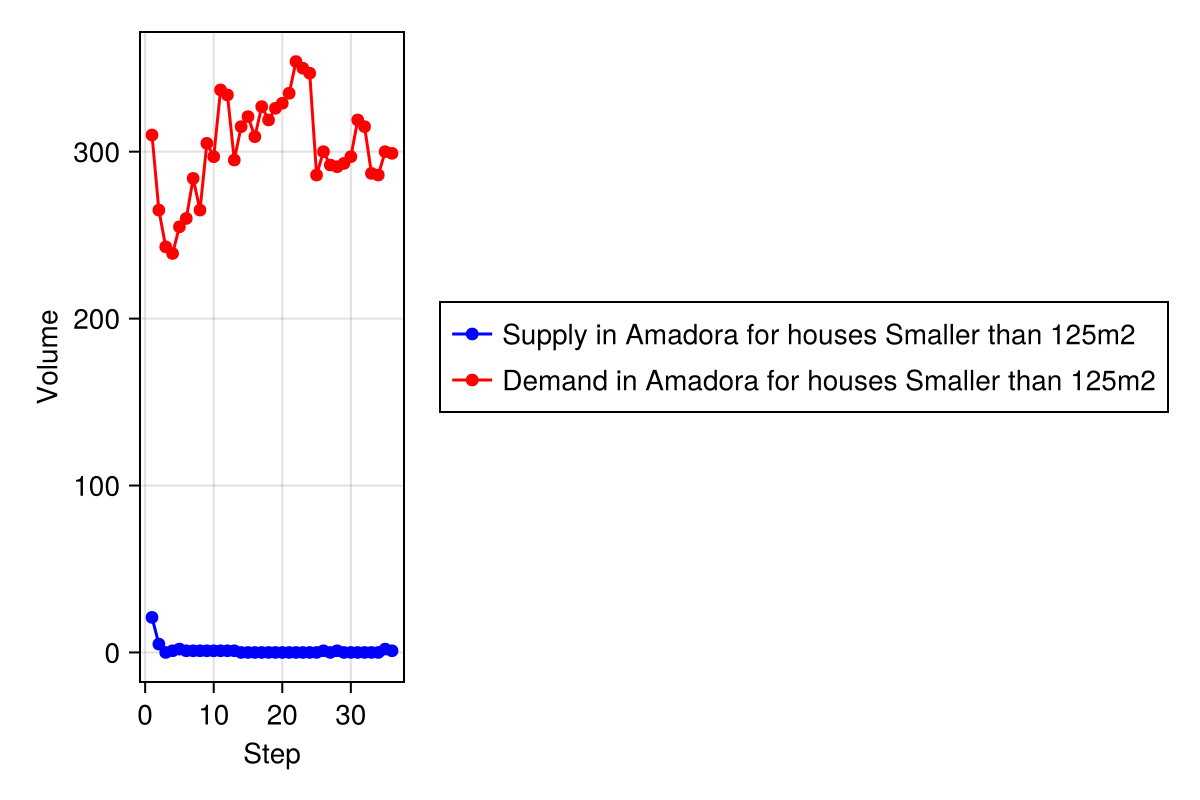 Volume
300
200
100
0
0 10 20 30
Step
Supply in Amadora for houses Smaller than 125m2
Demand in Amadora for houses Smaller than 125m2